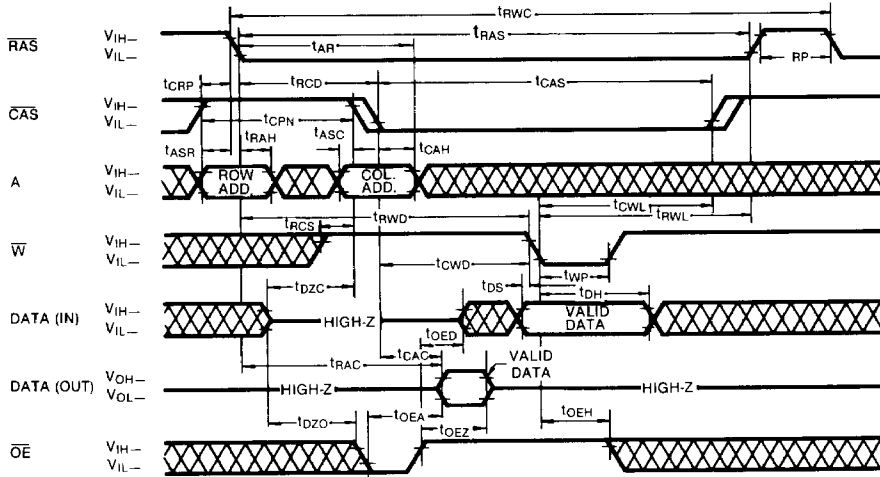 tRWC
RAS
VIH
VIL
tAR
tRAS
RP
tCRP
tRCD
tCAS
CAS
VIH
VIL
tCPN
tASC
tCAH
tASR
tRAH
A
VIH
VIL
ROW ADD.
COL. ADD.
tCWL
tRWL
tRWD
tRCS
W
VIH
VIL
tCWD
tWP
tDZC
tDS
tDH
DATA (IN)
VIH
VIL
HIGH-Z
VALID DATA
tOED
tCAC
tRAC
VALID DATA
DATA (OUT)
VOH
VOL
HIGH-Z
HIGH-Z
tDZO
tOEA
tOEZ
tOEH
OE
VIH
VIL